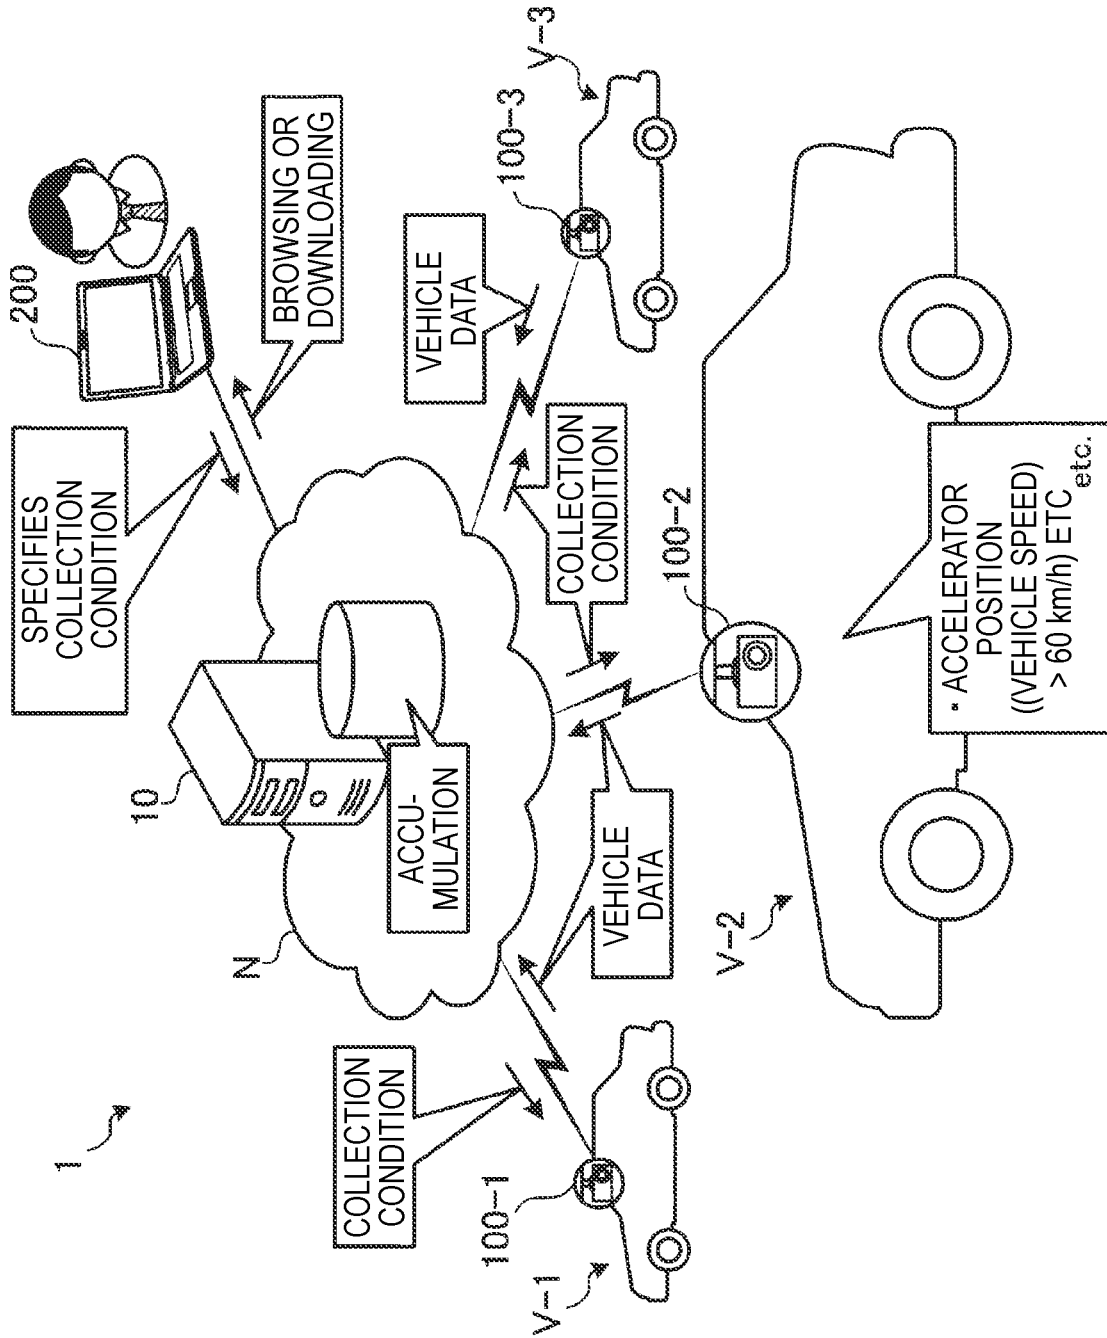 1
SPECIFIES
COLLECTION
CONDITION
200
BROWSING OR
DOWNLOADING
10
N
ACCU-
MULATION
COLLECTION
CONDITION
VEHICLE
DATA
COLLECTION
CONDITION
VEHICLE
DATA
100-1
V-1
100-2
V-2
100-3
V-3
• ACCELERATOR
POSITION
((VEHICLE SPEED)
> 60 km/h) ETC
etc.